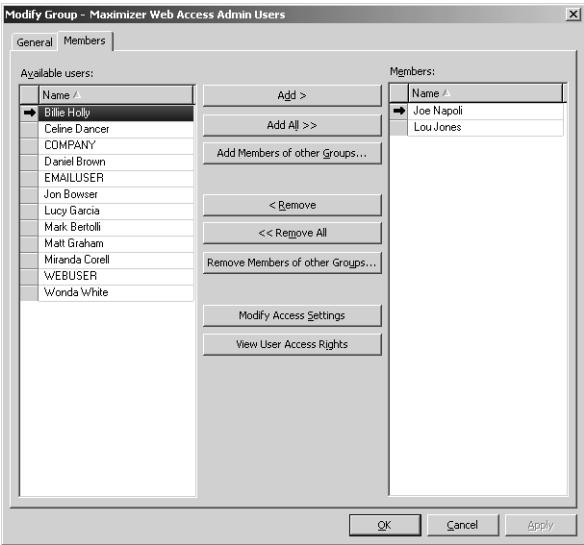 Modify Group - Maximizer Web Access Admin Users
General Members
Available users:
Name
Billie Holly
Celine Dancer
COMPANY
Daniel Brown
EMAILUSER
Jon Bowser
Lucy Garcia
Mark Bertolli
Matt Graham
Miranda Corell
WEBUSER
Wonda White
Add >
Add All >>
Add Members of other Groups...
< Remove
<< Remove All
Remove Members of other Groups...
Modify Access Settings
View User Access Rights
Members:
Name
Joe Napoli
Lou Jones
OK Cancel Apply